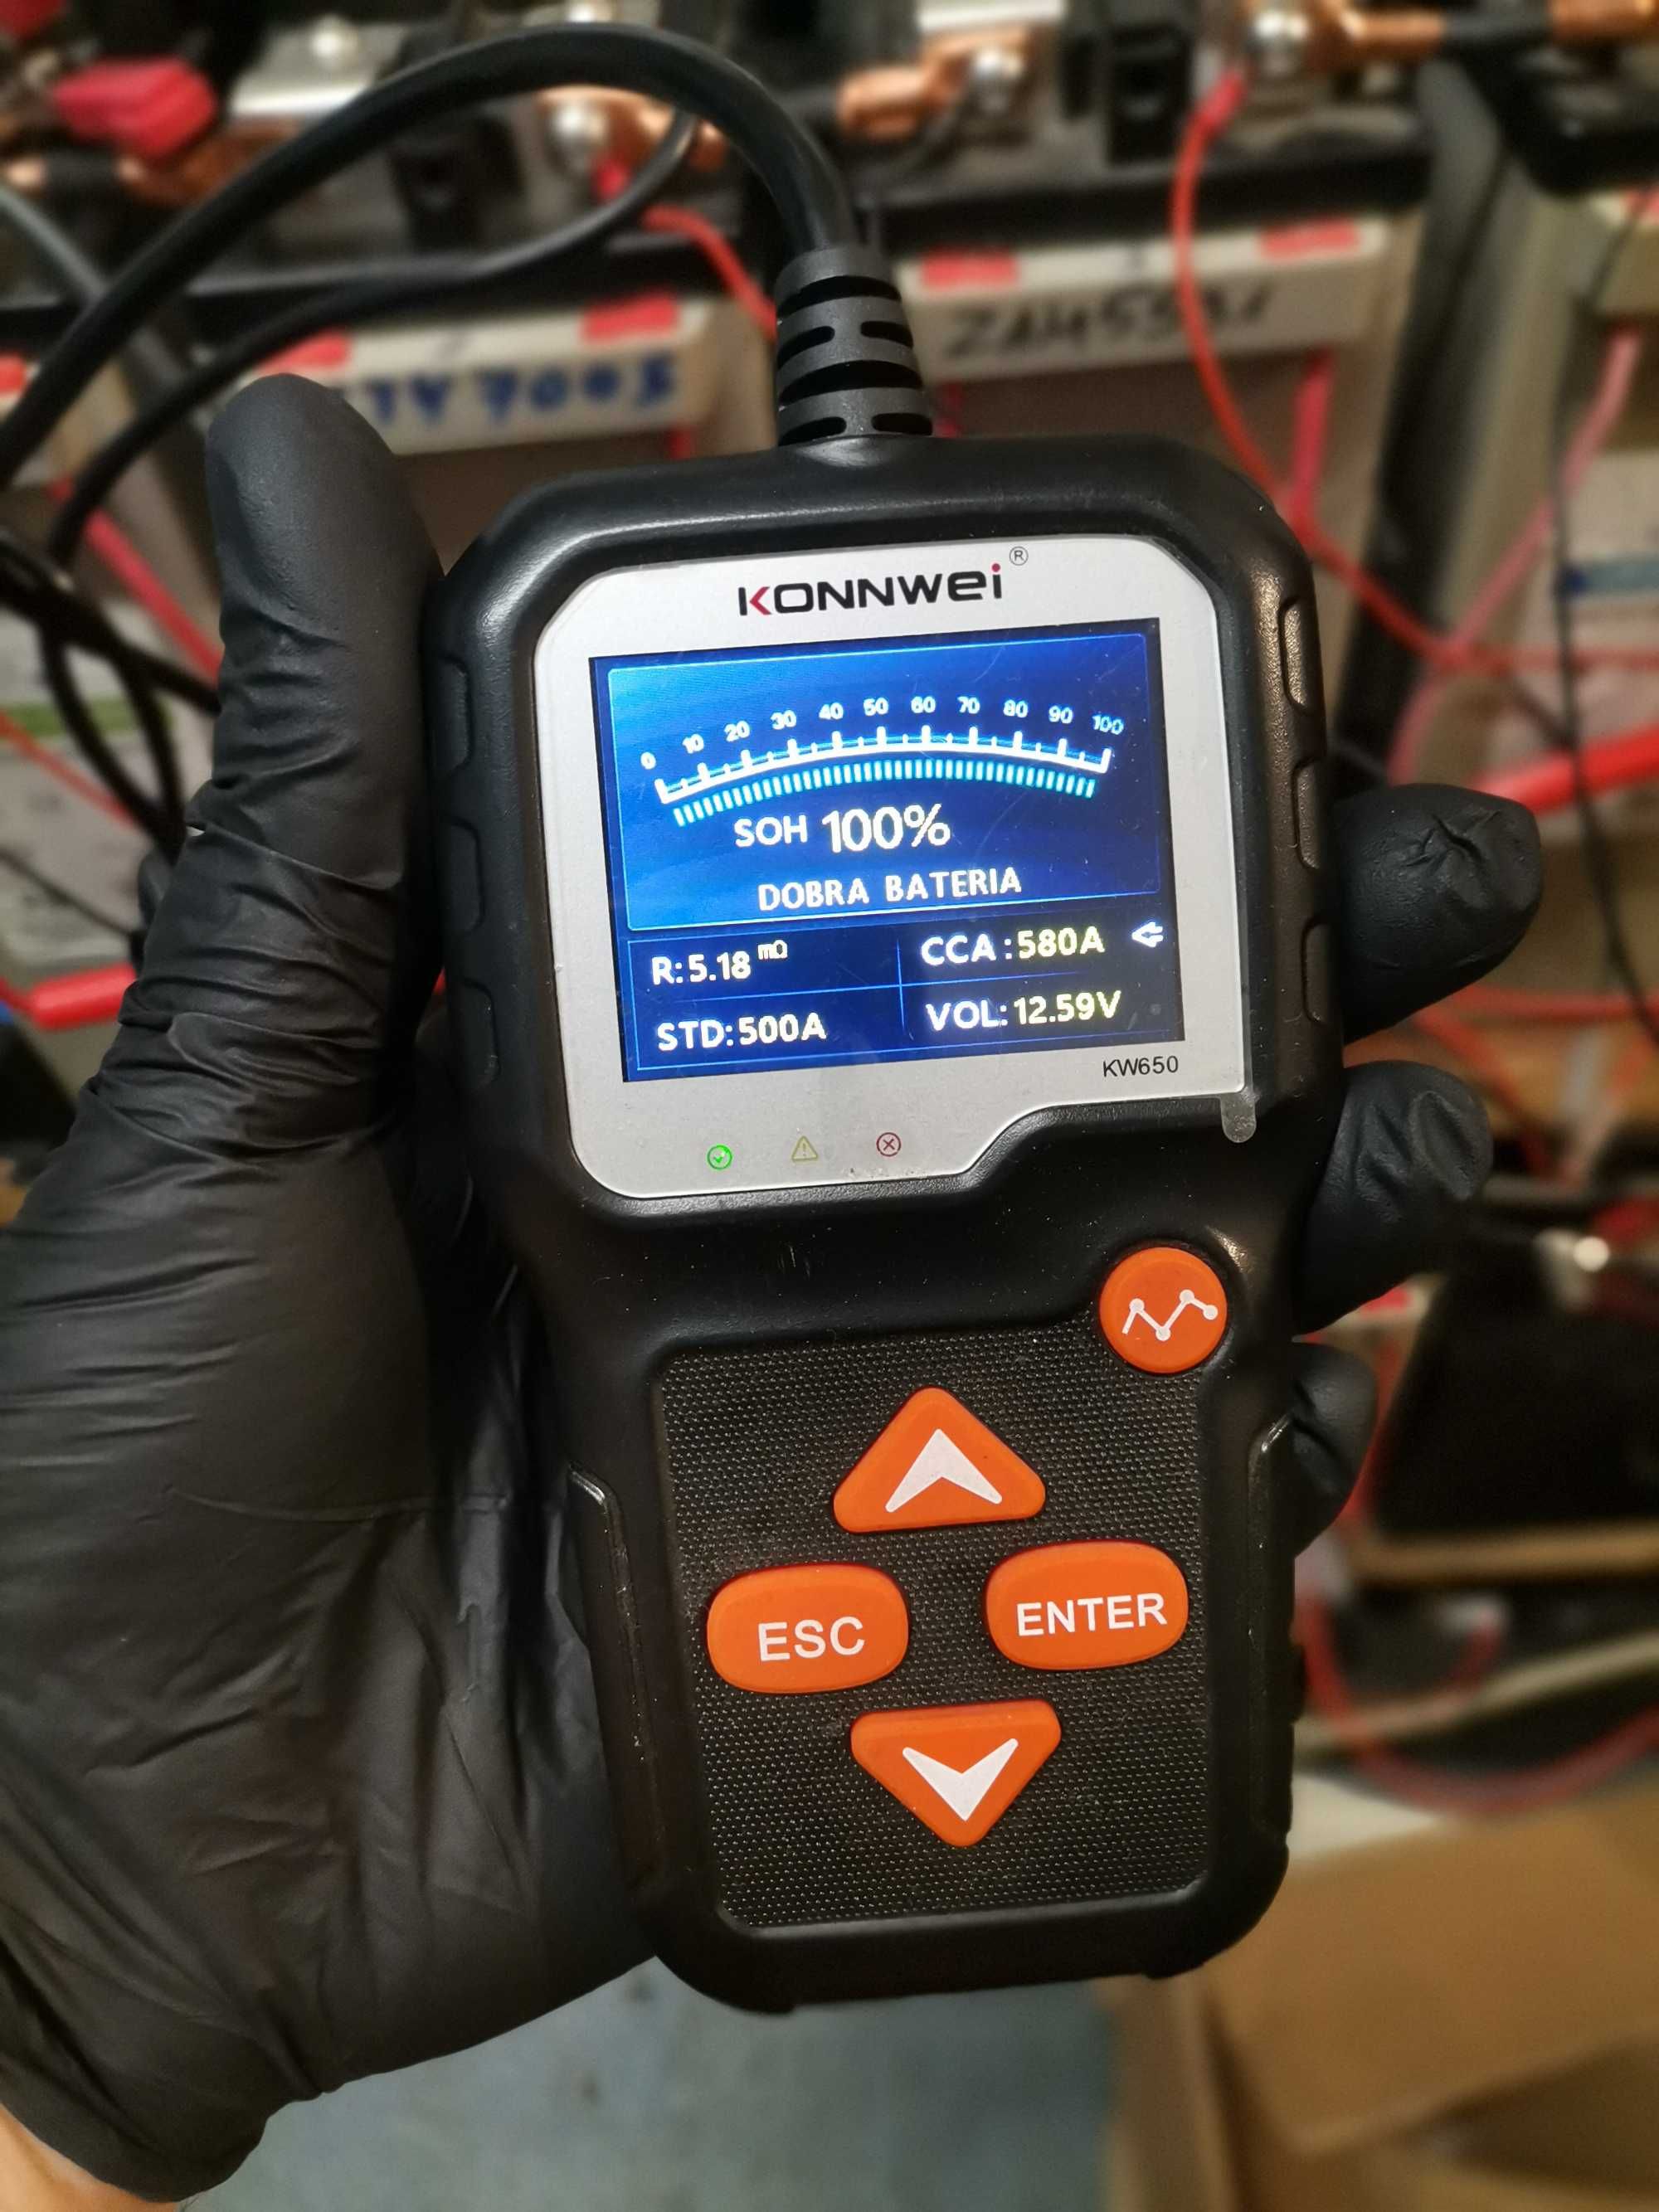 KONNWEI®
0 10 20 30 40 50 60 70 80 90 100
SOH 100%
DOBRA BATERIA
R: 5.18 mΩ
CCA: 580A
STD: 500A
VOL: 12.59V
KW650
ESC
ENTER